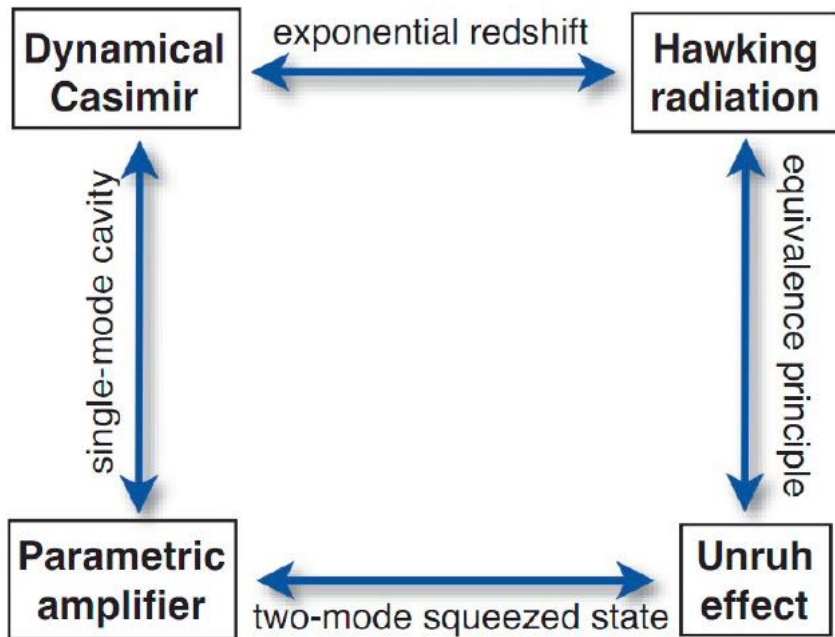 Dynamical
Casimir
exponential redshift
Hawking
radiation
single-mode cavity
equivalence principle
Parametric
amplifier
two-mode squeezed state
Unruh
effect